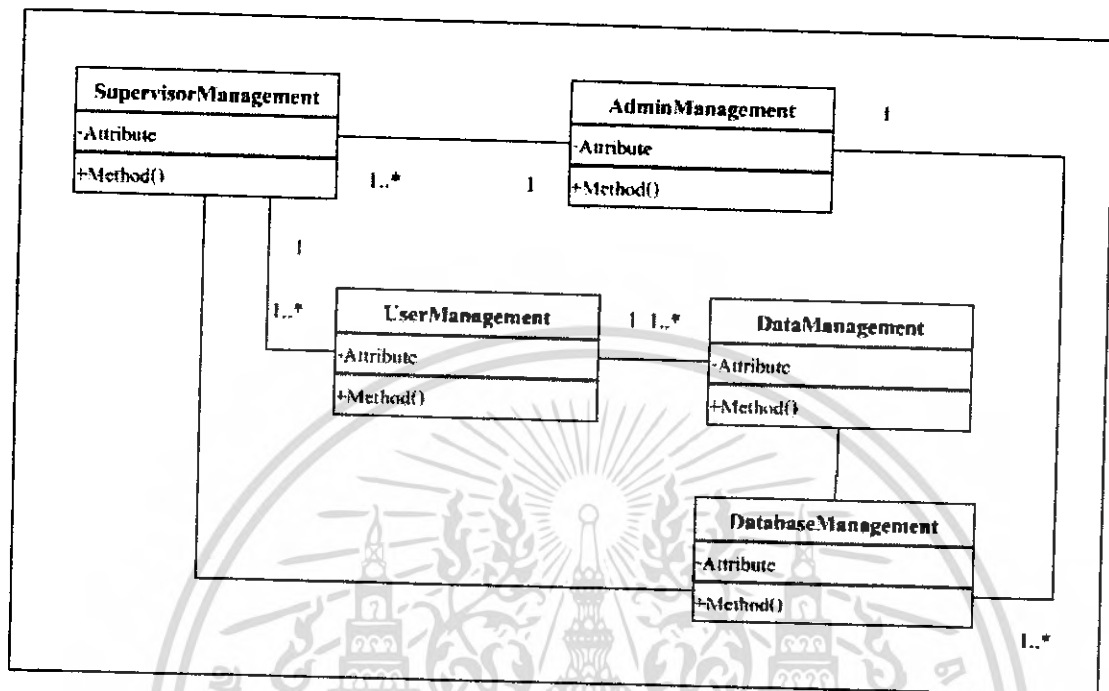 SupervisorManagement
-Attribute
+Method()
AdminManagement
-Attribute
+Method()
1
1..*
1
1
1..*
UserManagement
-Attribute
+Method()
1 1..*
DataManagement
-Attribute
+Method()
DatabaseManagement
-Attribute
+Method()
1..*